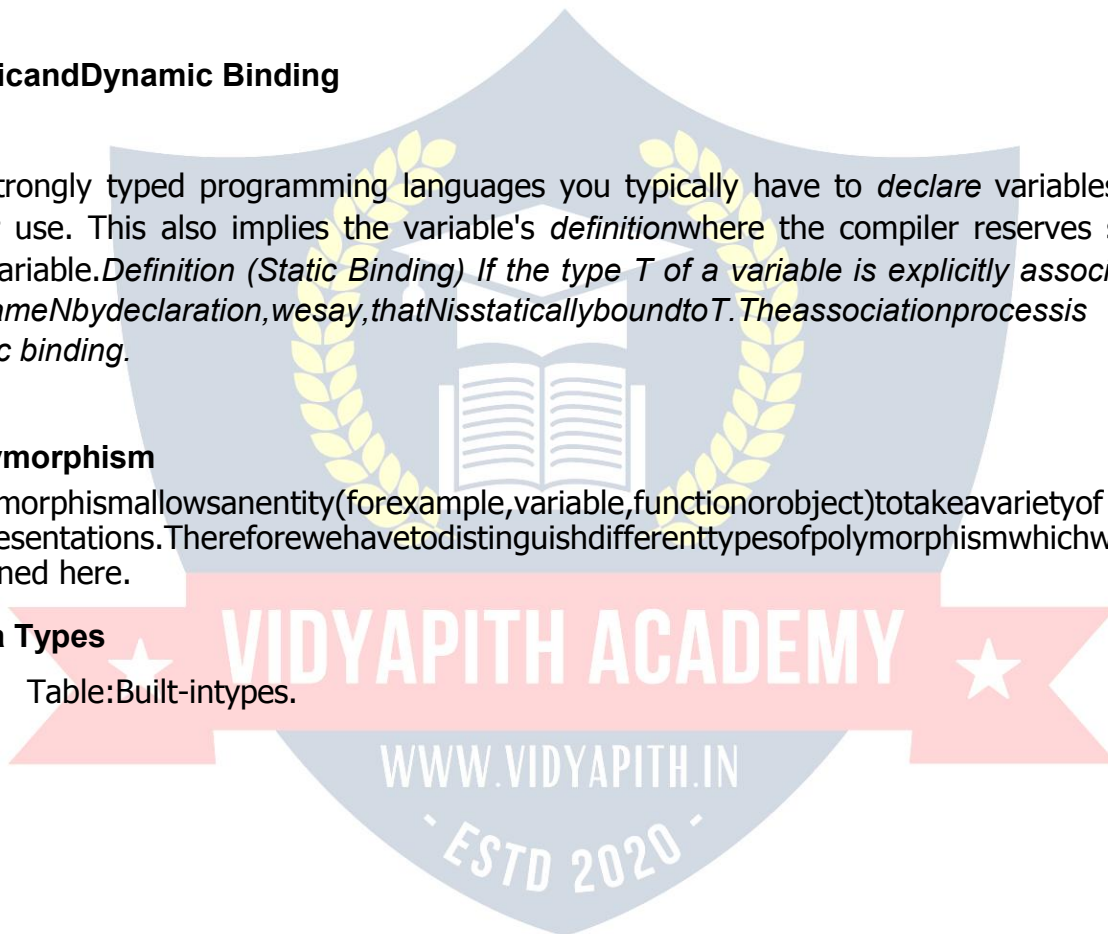 icandDynamic Binding
trongly typed programming languages you typically have to declare variables
use. This also implies the variable's definitionwhere the compiler reserves s
ariable.Definition (Static Binding) If the type T of a variable is explicitly assoc
ameNbydeclaration,wesay,thatNisstaticallyboundtoT.Theassociationprocessis
c binding.
ymorphism
morphismallowsanentity(forexample,variable,functionorobject)totakeavarietyof
esentations.Thereforewehavetodistinguishdifferenttypesofpolymorphismwhichw
ned here.
a Types
VIDYAPITH ACADEMY
Table:Built-intypes.
WWW.VIDYAPITH.IN
- ESTD 2020 -